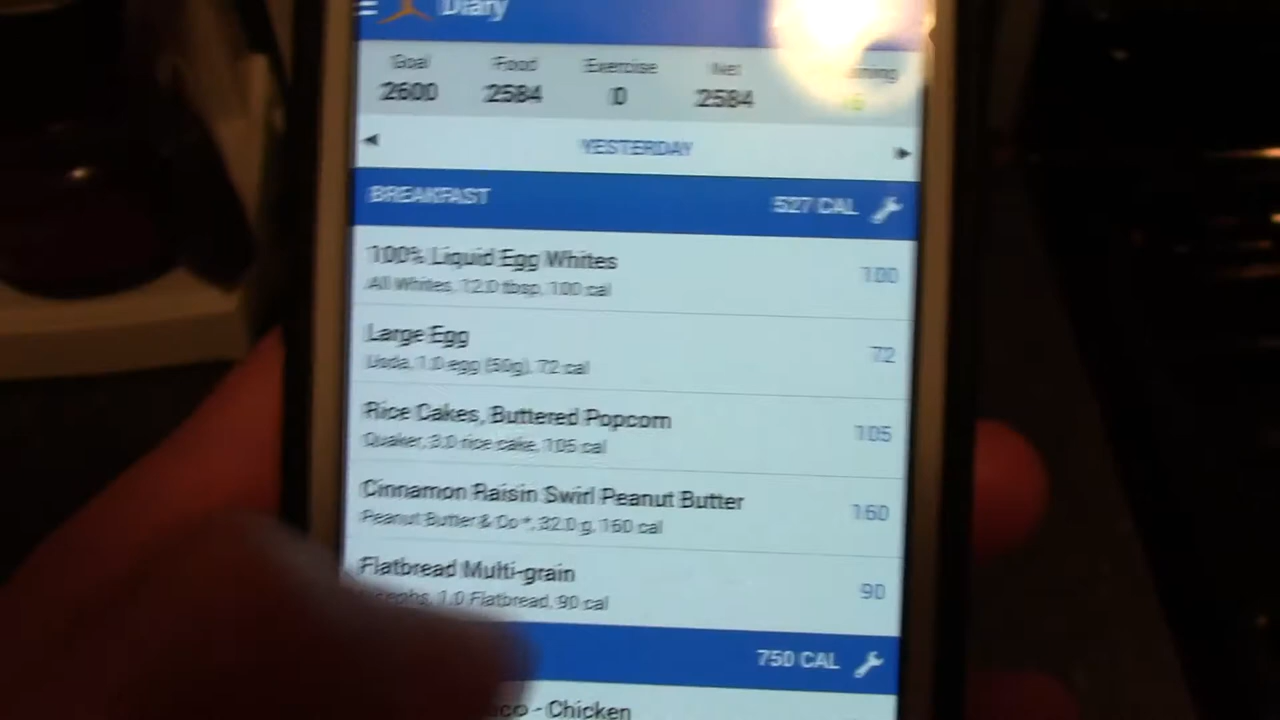 Diary
Goal Food Exercise Net
2600 2584 0 2584
YESTERDAY
BREAKFAST 527 CAL
100% Liquid Egg Whites 100
All Whites, 12.0 tbsp, 100 cal
Large Egg 72
Usda, 1.0 egg (50g), 72 cal
Rice Cakes, Buttered Popcorn 105
Quaker, 3.0 rice cake, 105 cal
Cinnamon Raisin Swirl Peanut Butter 160
Peanut Butter & Co*, 32.0 g, 160 cal
Flatbread Multi-grain 90
1.0 Flatbread, 90 cal
750 CAL
- Chicken